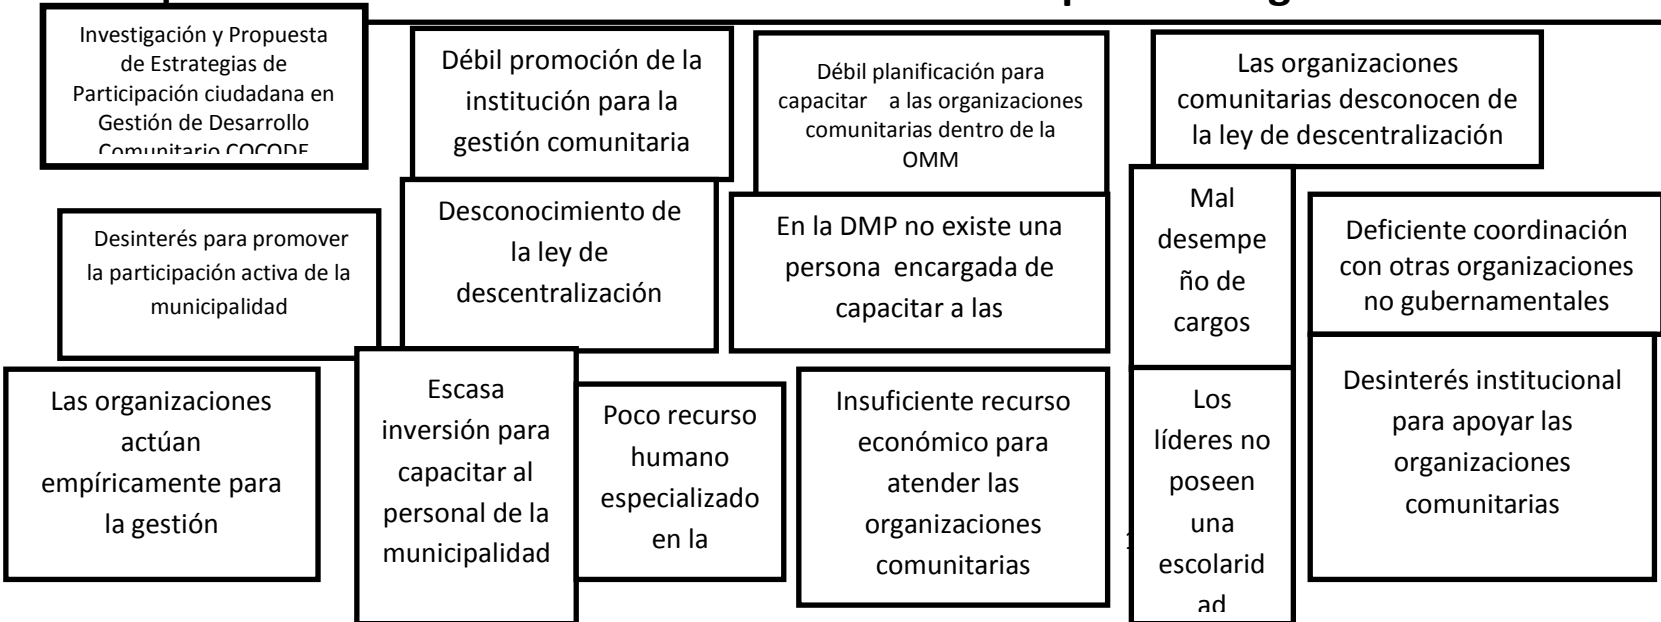 Investigación y Propuesta
de Estrategias de
Participación ciudadana en
Gestión de Desarrollo
Comunitario COCODE
Débil promoción de la
institución para la
gestión comunitaria
Débil planificación para
capacitar a las organizaciones
comunitarias dentro de la
OMM
Las organizaciones
comunitarias desconocen de
la ley de descentralización
Desinterés para promover
la participación activa de la
municipalidad
Desconocimiento de
la ley de
descentralización
En la DMP no existe una
persona encargada de
capacitar a las
Mal
desempe
ño de
cargos
Deficiente coordinación
con otras organizaciones
no gubernamentales
Las organizaciones
actúan
empíricamente para
la gestión
Escasa
inversión para
capacitar al
personal de la
municipalidad
Poco recurso
humano
especializado
en la
Insuficiente recurso
económico para
atender las
organizaciones
comunitarias
Los
líderes no
poseen
una
escolarid
ad
Desinterés institucional
para apoyar las
organizaciones
comunitarias